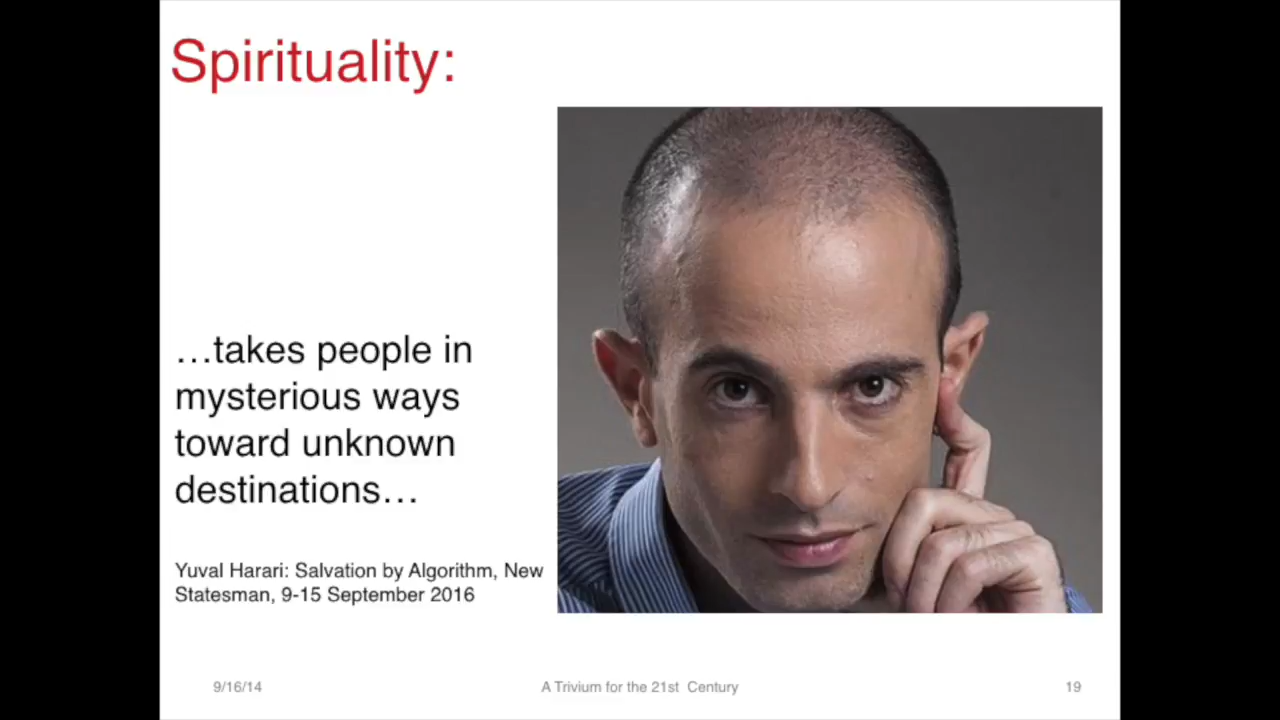 Spirituality:
…takes people in
mysterious ways
toward unknown
destinations…
Yuval Harari: Salvation by Algorithm, New
Statesman, 9-15 September 2016
9/16/14
A Trivium for the 21st  Century
19